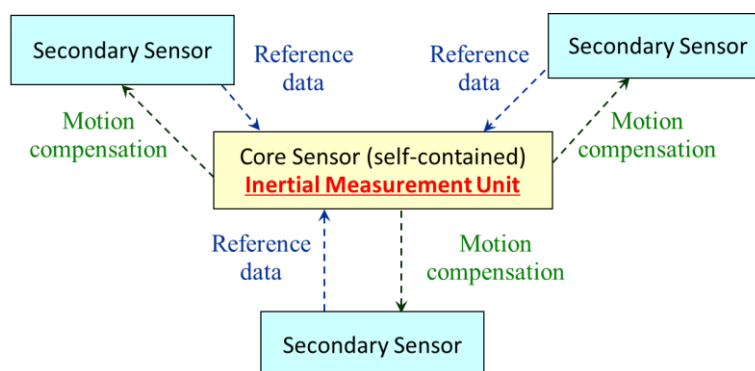 Secondary Sensor
Reference
data
Reference
data
Secondary Sensor
Motion
compensation
Core Sensor (self-contained)
Inertial Measurement Unit
Motion
compensation
Reference
data
Motion
compensation
Secondary Sensor